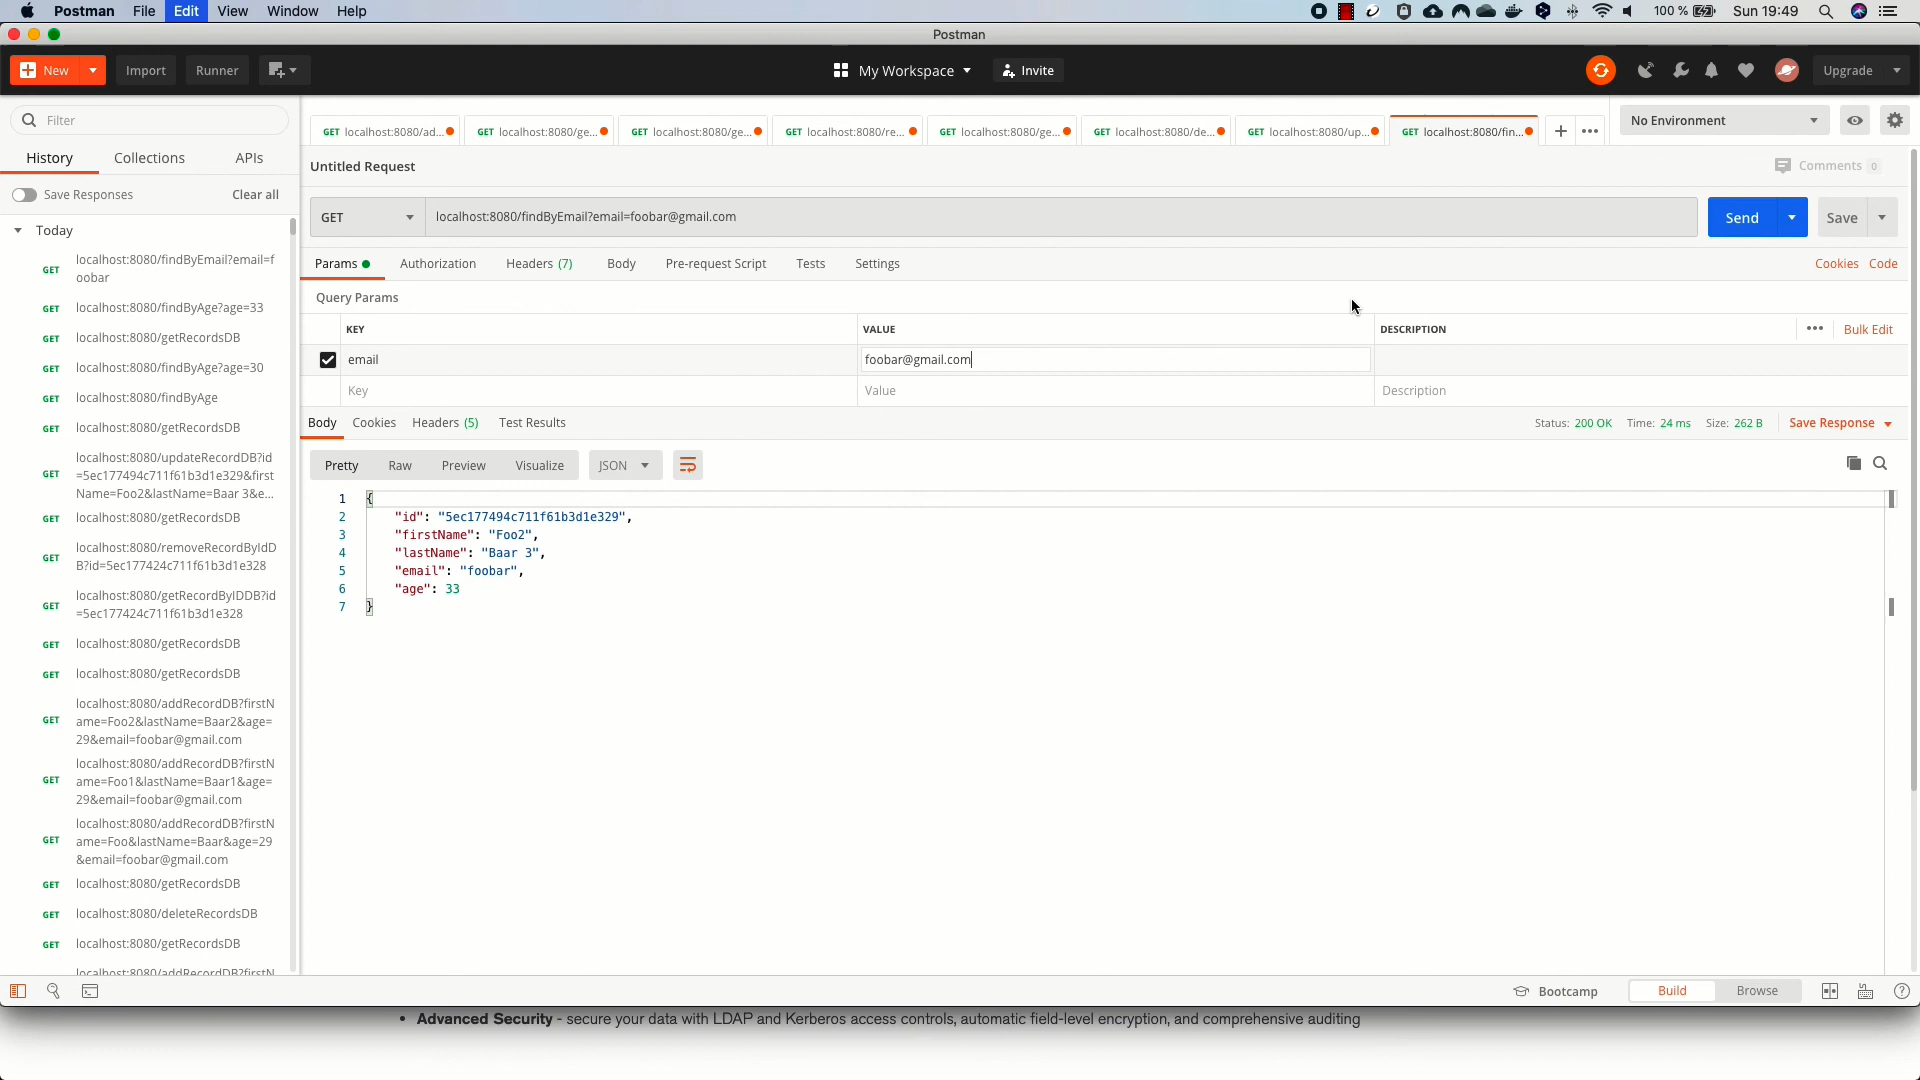 Postman File Edit View Window Help 100 % Sun 19:49
Postman
New Import Runner My Workspace Invite Upgrade
Filter
History Collections APIs
Save Responses Clear all
Today
GET localhost:8080/findByEmail?email=f
oobar
GET localhost:8080/findByAge?age=33
GET localhost:8080/getRecordsDB
GET localhost:8080/findByAge?age=30
GET localhost:8080/findByAge
GET localhost:8080/getRecordsDB
GET localhost:8080/updateRecordDB?id
=5ec177494c711f61b3d1e329&first
Name=Foo2&lastName=Baar 3&e...
GET localhost:8080/getRecordsDB
GET localhost:8080/removeRecordByIdD
B?id=5ec177424c711f61b3d1e328
GET localhost:8080/getRecordByIDDB?id
=5ec177424c711f61b3d1e328
GET localhost:8080/getRecordsDB
GET localhost:8080/getRecordsDB
GET localhost:8080/addRecordDB?firstN
ame=Foo2&lastName=Baar2&age=
29&email=foobar@gmail.com
GET localhost:8080/addRecordDB?firstN
ame=Foo1&lastName=Baar1&age=
29&email=foobar@gmail.com
GET localhost:8080/addRecordDB?firstN
ame=Foo&lastName=Baar&age=29
&email=foobar@gmail.com
GET localhost:8080/getRecordsDB
GET localhost:8080/deleteRecordsDB
GET localhost:8080/getRecordsDB
localhost:8080/addRecordDB?firstN
GET localhost:8080/ad... GET localhost:8080/ge... GET localhost:8080/ge... GET localhost:8080/re... GET localhost:8080/ge... GET localhost:8080/de... GET localhost:8080/up... GET localhost:8080/fin... No Environment
Untitled Request Comments 0
GET localhost:8080/findByEmail?email=foobar@gmail.com Send Save
Params Authorization Headers (7) Body Pre-request Script Tests Settings Cookies Code
Query Params
KEY VALUE DESCRIPTION ••• Bulk Edit
email foobar@gmail.com
Key Value Description
Body Cookies Headers (5) Test Results Status: 200 OK Time: 24 ms Size: 262 B Save Response
Pretty Raw Preview Visualize JSON
1 {
2 "id": "5ec177494c711f61b3d1e329",
3 "firstName": "Foo2",
4 "lastName": "Baar 3",
5 "email": "foobar",
6 "age": 33
7 }
Bootcamp Build Browse
• Advanced Security - secure your data with LDAP and Kerberos access controls, automatic field-level encryption, and comprehensive auditing